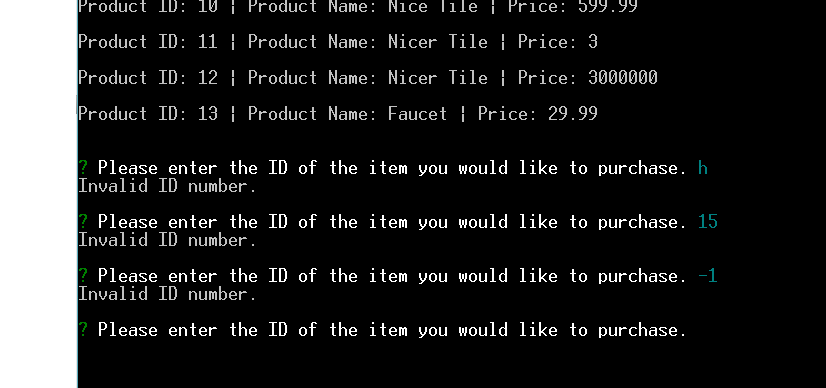 Product ID: 10 ¦ Product Name: Nice Tile ¦ Price: 599.99
Product ID: 11 ¦ Product Name: Nicer Tile ¦ Price: 3
Product ID: 12 ¦ Product Name: Nicer Tile ¦ Price: 3000000
Product ID: 13 ¦ Product Name: Faucet ¦ Price: 29.99
? Please enter the ID of the item you would like to purchase. h
Invalid ID number.
? Please enter the ID of the item you would like to purchase. 15
Invalid ID number.
? Please enter the ID of the item you would like to purchase. -1
Invalid ID number.
? Please enter the ID of the item you would like to purchase.